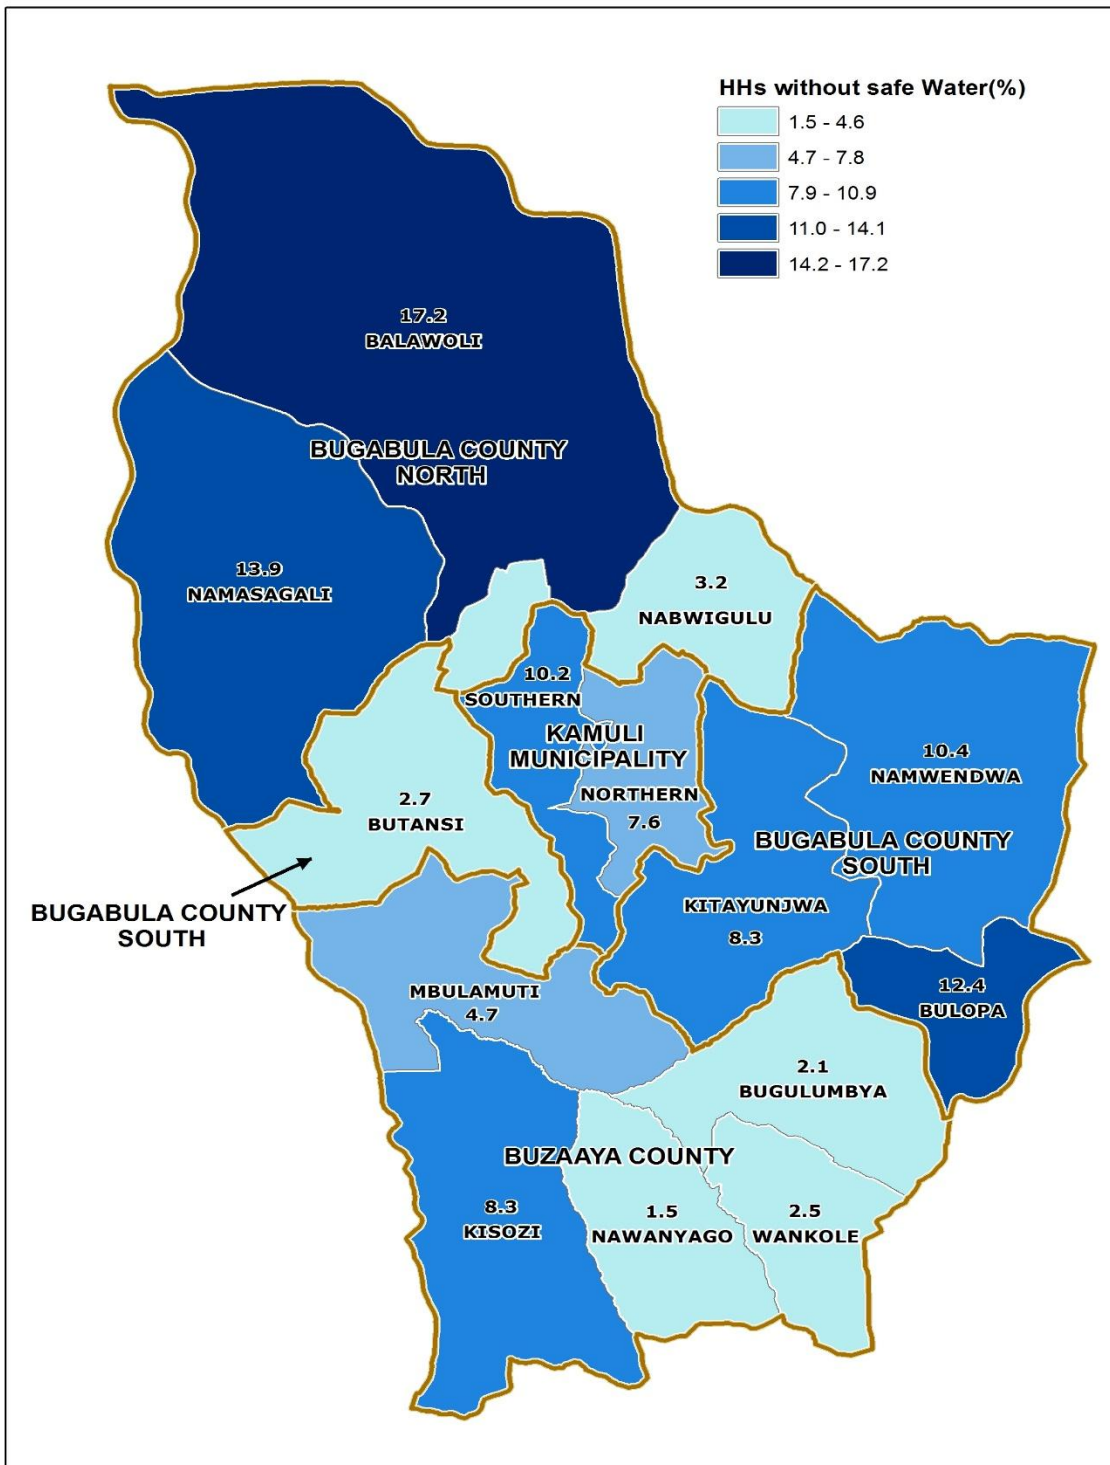 HHs without safe Water(%)
1.5 - 4.6
4.7 - 7.8
7.9 - 10.9
11.0 - 14.1
14.2 - 17.2
17.2
BALAWOLI
BUGABULA COUNTY
NORTH
13.9
NAMASAGALI
3.2
NABWIGULU
10.2
SOUTHERN
KAMULI
MUNICIPALITY
NORTHERN
7.6
10.4
NAMWENDWA
2.7
BUTANSI
BUGABULA COUNTY
SOUTH
BUGABULA COUNTY
SOUTH
KITAYUNJWA
8.3
MBULAMUTI
4.7
12.4
BULOPA
2.1
BUGULUMBYA
BUZAAYA COUNTY
8.3
KISOZI
1.5
NAWANYAGO
2.5
WANKOLE